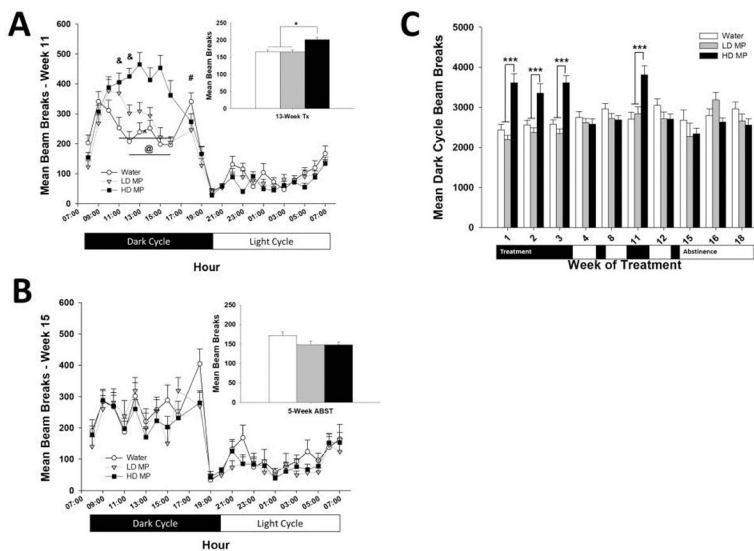 A
Mean Beam Breaks - Week 11
600
500
400
300
200
100
0
&
&
#
@
Water
LD MP
HD MP
07:00 09:00 11:00 13:00 15:00 17:00 19:00 21:00 23:00 01:00 03:00 05:00 07:00
Dark Cycle Light Cycle
Hour
Mean Beam Breaks
250
200
150
100
50
0
*
13-Week Tx
B
Mean Beam Breaks - Week 15
600
500
400
300
200
100
0
Water
LD MP
HD MP
07:00 09:00 11:00 13:00 15:00 17:00 19:00 21:00 23:00 01:00 03:00 05:00 07:00
Dark Cycle Light Cycle
Hour
Mean Beam Breaks
250
200
150
100
50
0
5-Week ABST
C
Mean Dark Cycle Beam Breaks
6000
5000
4000
3000
2000
1000
0
Water
LD MP
HD MP
*** *** *** ***
1 2 3 4 8 11 12 15 16 18
Treatment Abstinence
Week of Treatment